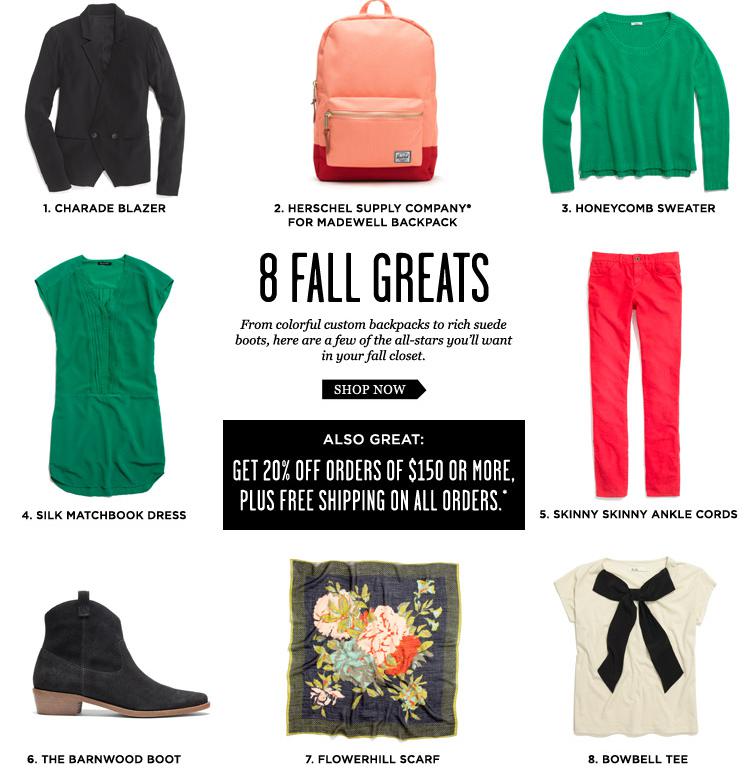 1. CHARADE BLAZER
2. HERSCHEL SUPPLY COMPANY®
FOR MADEWELL BACKPACK
3. HONEYCOMB SWEATER
8 FALL GREATS
From colorful custom backpacks to rich suede
boots, here are a few of the all-stars you'll want
in your fall closet.
SHOP NOW
ALSO GREAT:
GET 20% OFF ORDERS OF $150 OR MORE,
PLUS FREE SHIPPING ON ALL ORDERS.*
4. SILK MATCHBOOK DRESS
5. SKINNY SKINNY ANKLE CORDS
6. THE BARNWOOD BOOT
7. FLOWERHILL SCARF
8. BOWBELL TEE